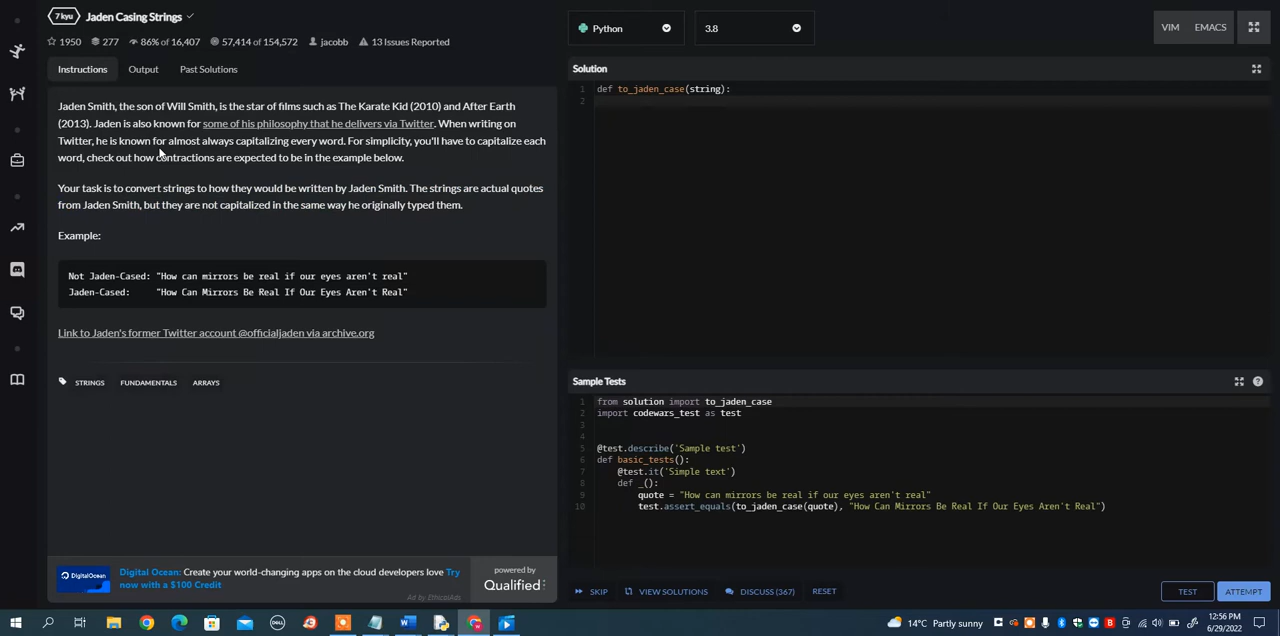 7 kyu Jaden Casing Strings
1950 277 86% of 16,407 57,414 of 154,572 jacobb 13 Issues Reported
Instructions Output Past Solutions
Jaden Smith, the son of Will Smith, is the star of films such as The Karate Kid (2010) and After Earth
(2013). Jaden is also known for some of his philosophy that he delivers via Twitter. When writing on
Twitter, he is known for almost always capitalizing every word. For simplicity, you'll have to capitalize each
word, check out how contractions are expected to be in the example below.
Your task is to convert strings to how they would be written by Jaden Smith. The strings are actual quotes
from Jaden Smith, but they are not capitalized in the same way he originally typed them.
Example:
Not Jaden-Cased: "How can mirrors be real if our eyes aren't real"
Jaden-Cased: "How Can Mirrors Be Real If Our Eyes Aren't Real"
Link to Jaden's former Twitter account @officialjaden via archive.org
STRINGS FUNDAMENTALS ARRAYS
DigitalOcean
Digital Ocean: Create your world-changing apps on the cloud developers love Try
now with a $100 Credit
Ad by EthicalAds
powered by
Qualified
Python 3.8 VIM EMACS
Solution
1 def to_jaden_case(string):
2
Sample Tests
1 from solution import to_jaden_case
2 import codewars_test as test
3
4
5 @test.describe('Sample test')
6 def basic_tests():
7 @test.it('Simple text')
8 def _():
9 quote = "How can mirrors be real if our eyes aren't real"
10 test.assert_equals(to_jaden_case(quote), "How Can Mirrors Be Real If Our Eyes Aren't Real")
SKIP VIEW SOLUTIONS DISCUSS (367) RESET TEST ATTEMPT
DELL
14°C Partly sunny
12:56 PM
6/29/2022